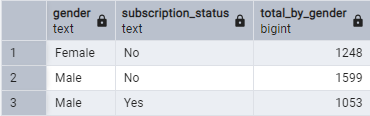 gender subscription_status total_by_gender
text text bigint
1 Female No 1248
2 Male No 1599
3 Male Yes 1053